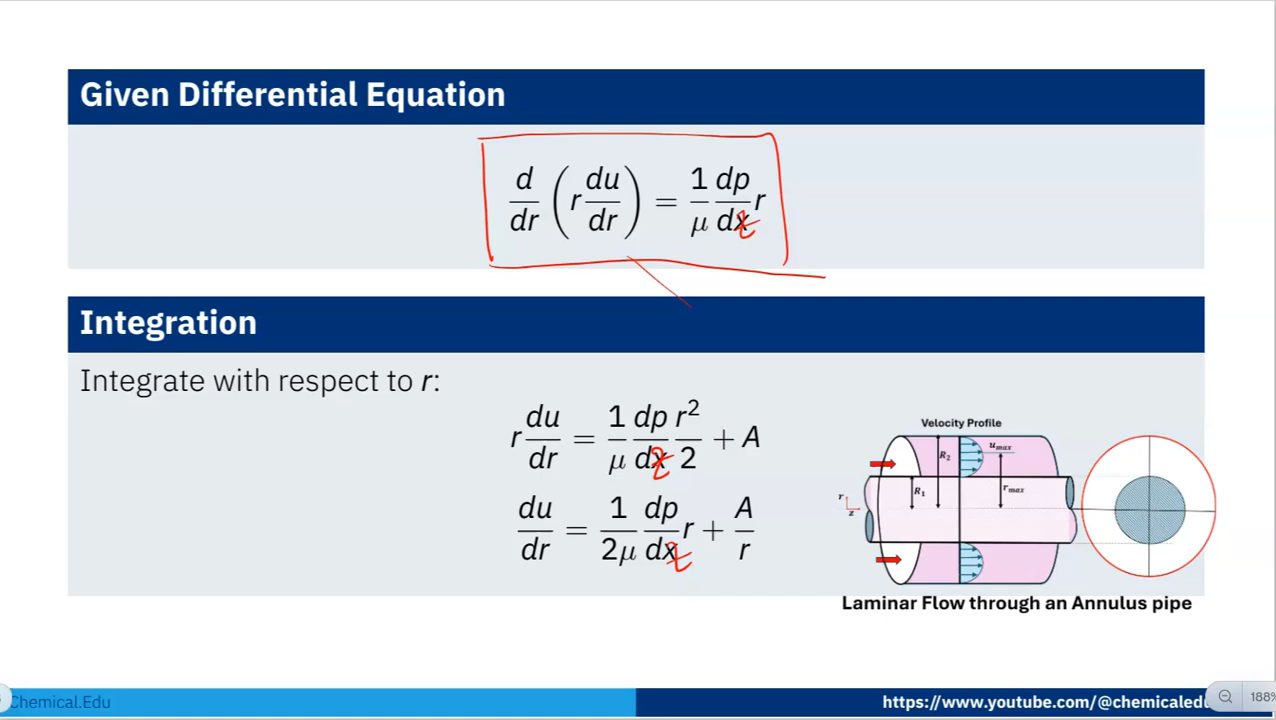 Given Differential Equation
d/dr (r du/dr) = 1/μ dp/dx r
z
Integration
Integrate with respect to r:
r du/dr = 1/μ dp/dx r²/2 + A
z
du/dr = 1/2μ dp/dx r + A/r
z
Velocity Profile
u_max
R₂
R₁
r_max
r
z
Laminar Flow through an Annulus pipe
Chemical.Edu
https://www.youtube.com/@chemicaledu
188%